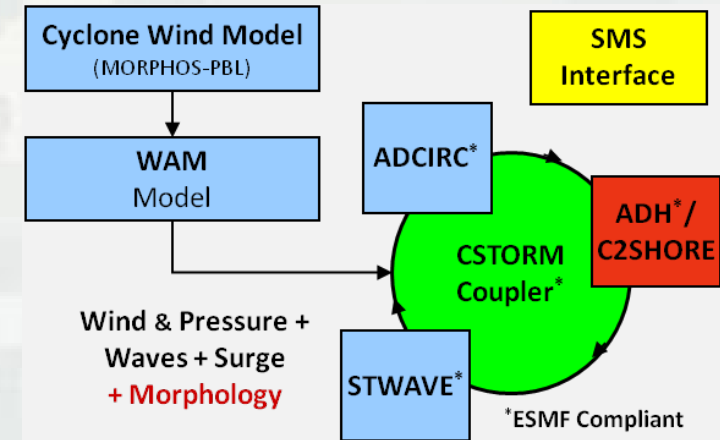 Cyclone Wind Model
(MORPHOS-PBL)
SMS
Interface
WAM
Model
ADCIRC*
ADH*/
C2SHORE
CSTORM
Coupler*
STWAVE*
Wind & Pressure +
Waves + Surge
+ Morphology
*ESMF Compliant